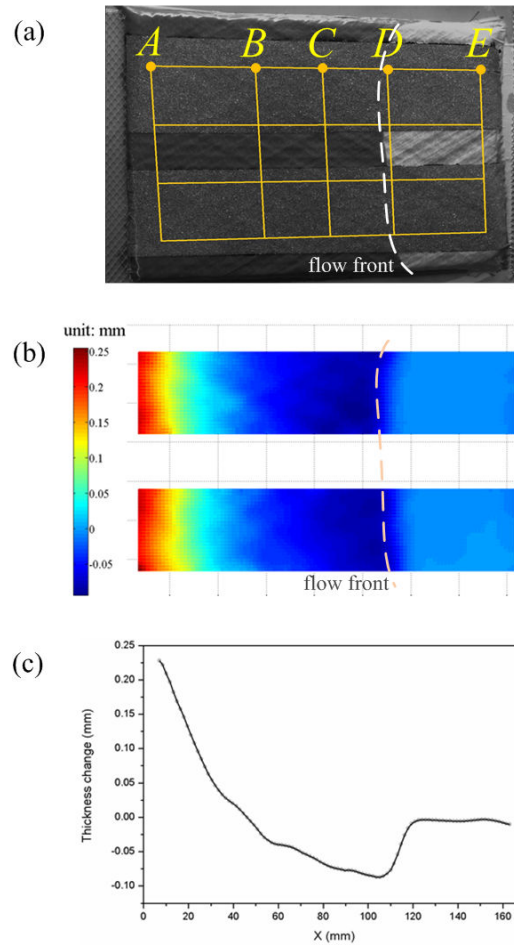 (a)
A B C D E
flow front
(b)
unit: mm
0.25
0.2
0.15
0.1
0.05
0
-0.05
flow front
(c)
0.25
0.20
0.15
0.10
0.05
0.00
-0.05
-0.10
Thickness change (mm)
0 20 40 60 80 100 120 140 160
X (mm)